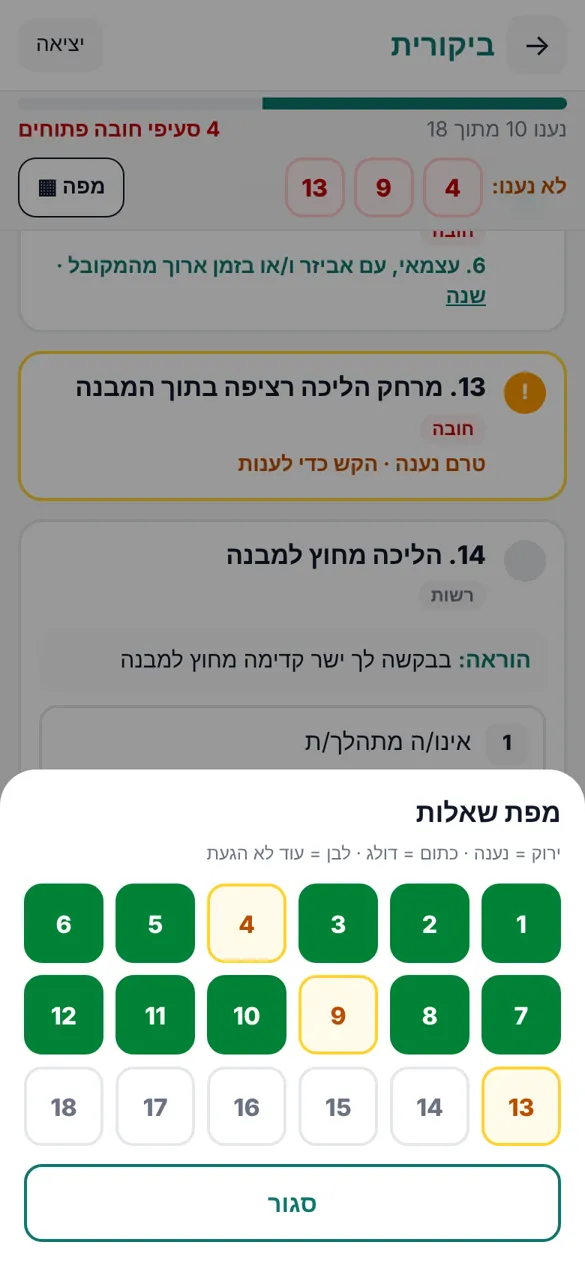 → ביקורית יציאה
נענו 10 מתוך 18 4 סעיפי חובה פתוחים
לא נענו: 4 9 13 מפה
חובה
6. עצמאי, עם אביזר ו/או בזמן ארוך מהמקובל ·
שנה
! 13. מרחק הליכה רציפה בתוך המבנה
חובה
טרם נענה · הקש כדי לענות
14. הליכה מחוץ למבנה
רשות
הוראה: בבקשה לך ישר קדימה מחוץ למבנה
1 אינו/ה מתהלך/ת
מפת שאלות
ירוק = נענה · כתום = דולג · לבן = עוד לא הגעת
1 2 3 4 5 6
7 8 9 10 11 12
13 14 15 16 17 18
סגור